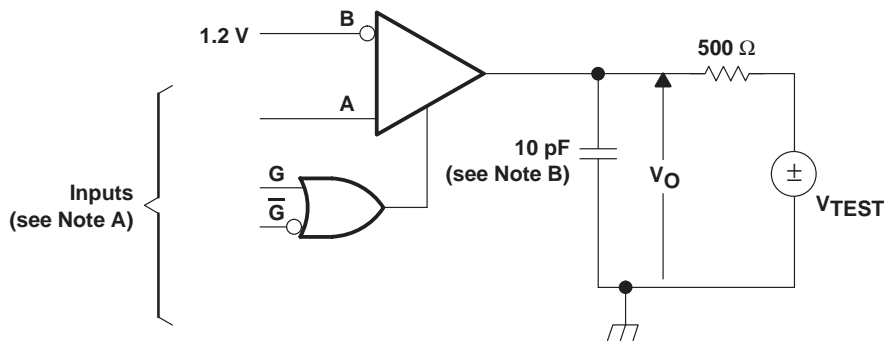 B
1.2 V
500 Ω
A
10 pF
(see Note B)
V_O
G
G̅
Inputs
(see Note A)
±
V_TEST